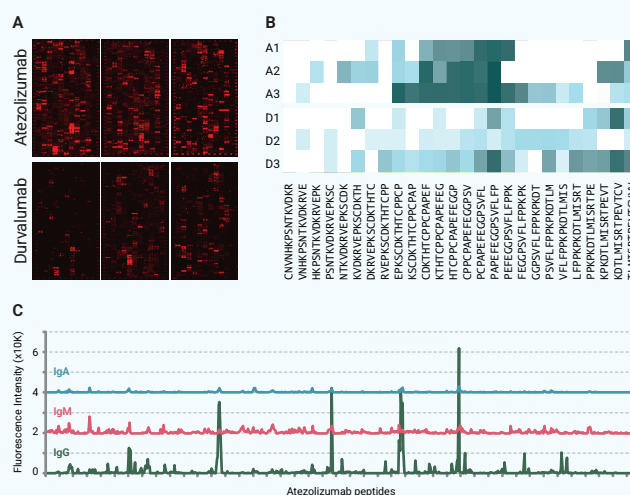 A
B
Atezolizumab
Durvalumab
A1
A2
A3
D1
D2
D3
CNVNHKPSNTKVDKR
VNHKPSNTKVDKRVE
HKPSNTKVDKRVEPK
PSNTKVDKRVEPKSC
NTKVDKRVEPKSCDK
KVDKRVEPKSCDKTH
DKRVEPKSCDKTHTC
RVEPKSCDKTHTCPP
EPKSCDKTHTCPPCP
KSCDKTHTCPPCPAP
CDKTHTCPPCPAPEF
KTHTCPPCPAPEFEG
HTCPPCPAPEFEGGP
CPPCPAPEFEGGPSV
PCPAPEFEGGPSVFL
PAPEFEGGPSVFLFP
PEFEGGPSVFLFPPK
FEGGPSVFLFPPKPK
GGPSVFLFPPKPKDT
PSVFLFPPKPKDTLM
VFLFPPKPKDTLMIS
LFPPKPKDTLMISRT
PPKPKDTLMISRTPE
KPKDTLMISRTPEVT
KDTLMISRTPEVTCV
C
Fluorescence Intensity (x10K)
6
4
2
0
IgA
IgM
IgG
Atezolizumab peptides